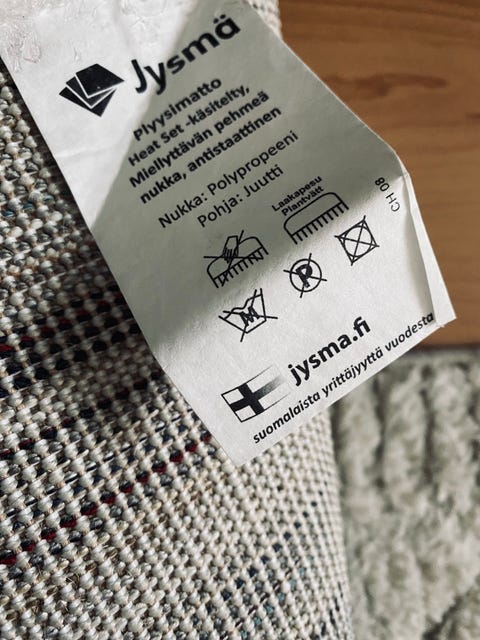 Jysmä
Plyysimatto
Heat Set -käsitelty,
Miellyttävän pehmeä
nukka, antistaattinen
Nukka: Polypropeeni
Pohja: Juutti
Laakapesu
Plantvätt
CH 08
M
P
jysma.fi
suomalaista yrittäjyyttä vuodesta